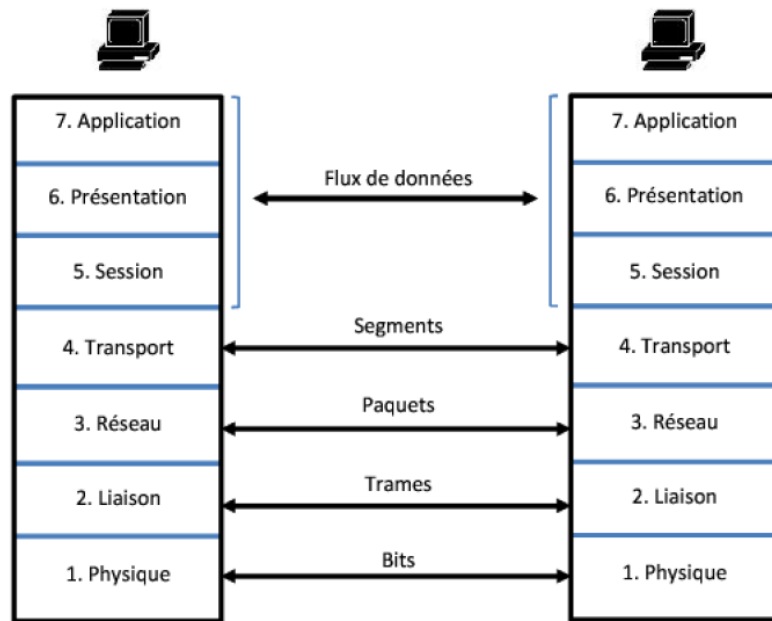 7. Application
6. Présentation
5. Session
4. Transport
3. Réseau
2. Liaison
1. Physique
Flux de données
Segments
Paquets
Trames
Bits
7. Application
6. Présentation
5. Session
4. Transport
3. Réseau
2. Liaison
1. Physique